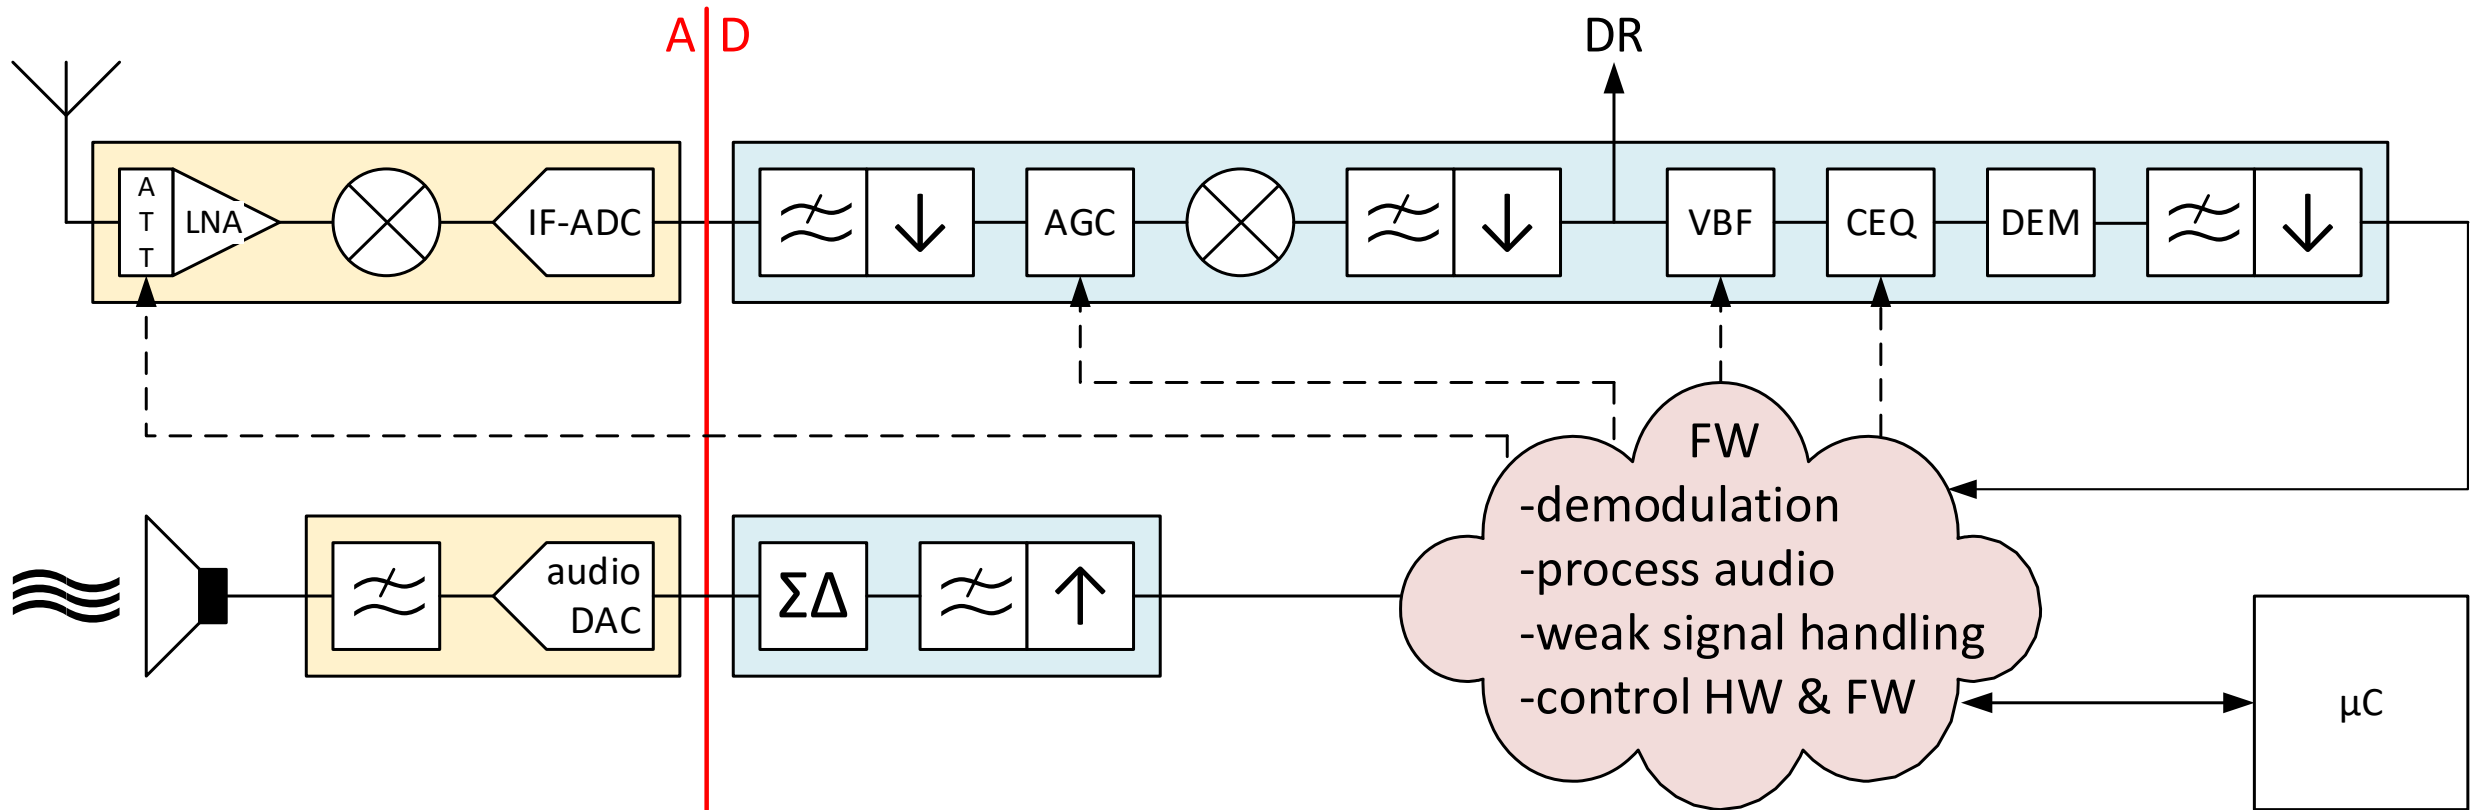 A D
DR
A
T
T
LNA
IF-ADC
AGC
VBF
CEQ
DEM
FW
-demodulation
-process audio
-weak signal handling
-control HW & FW
audio
DAC
ΣΔ
µC